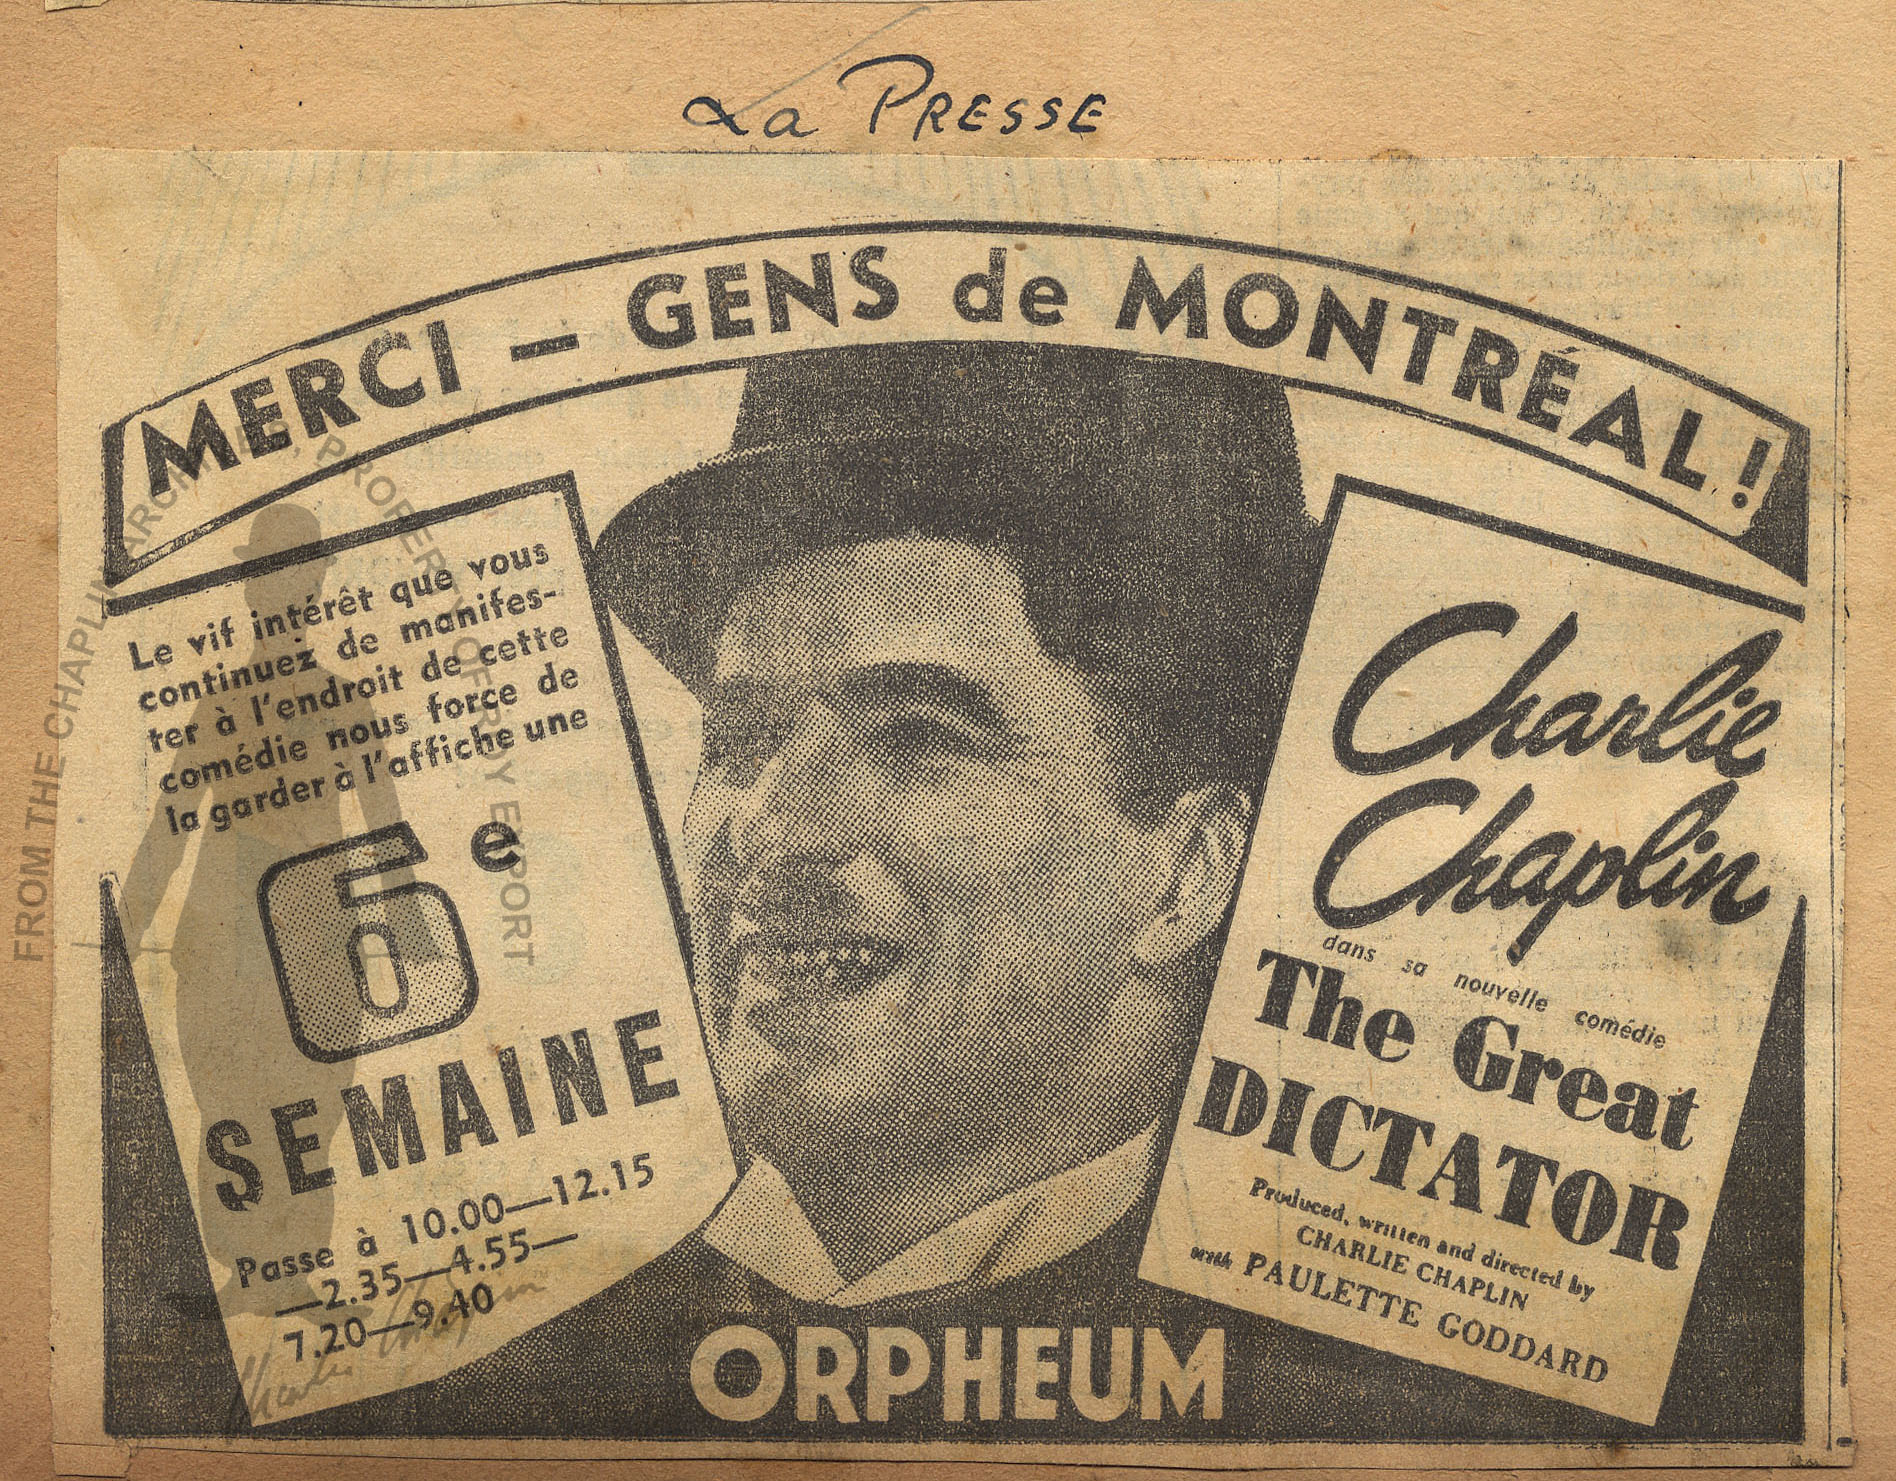 La PRESSE
MERCI — GENS de MONTRÉAL!
Le vif intérêt que vous
continuez de manifes-
ter à l'endroit de cette
comédie nous force de
la garder à l'affiche une
6e
SEMAINE
Passe à 10.00—12.15
—2.35—4.55—
7.20—9.40
Charlie
Chaplin
dans sa nouvelle comédie
The Great
DICTATOR
Produced, written and directed by
CHARLIE CHAPLIN
with PAULETTE GODDARD
ORPHEUM
FROM THE CHAPLIN ARCHIVES, PROPERTY OF ROY EXPORT
Charles Chaplin